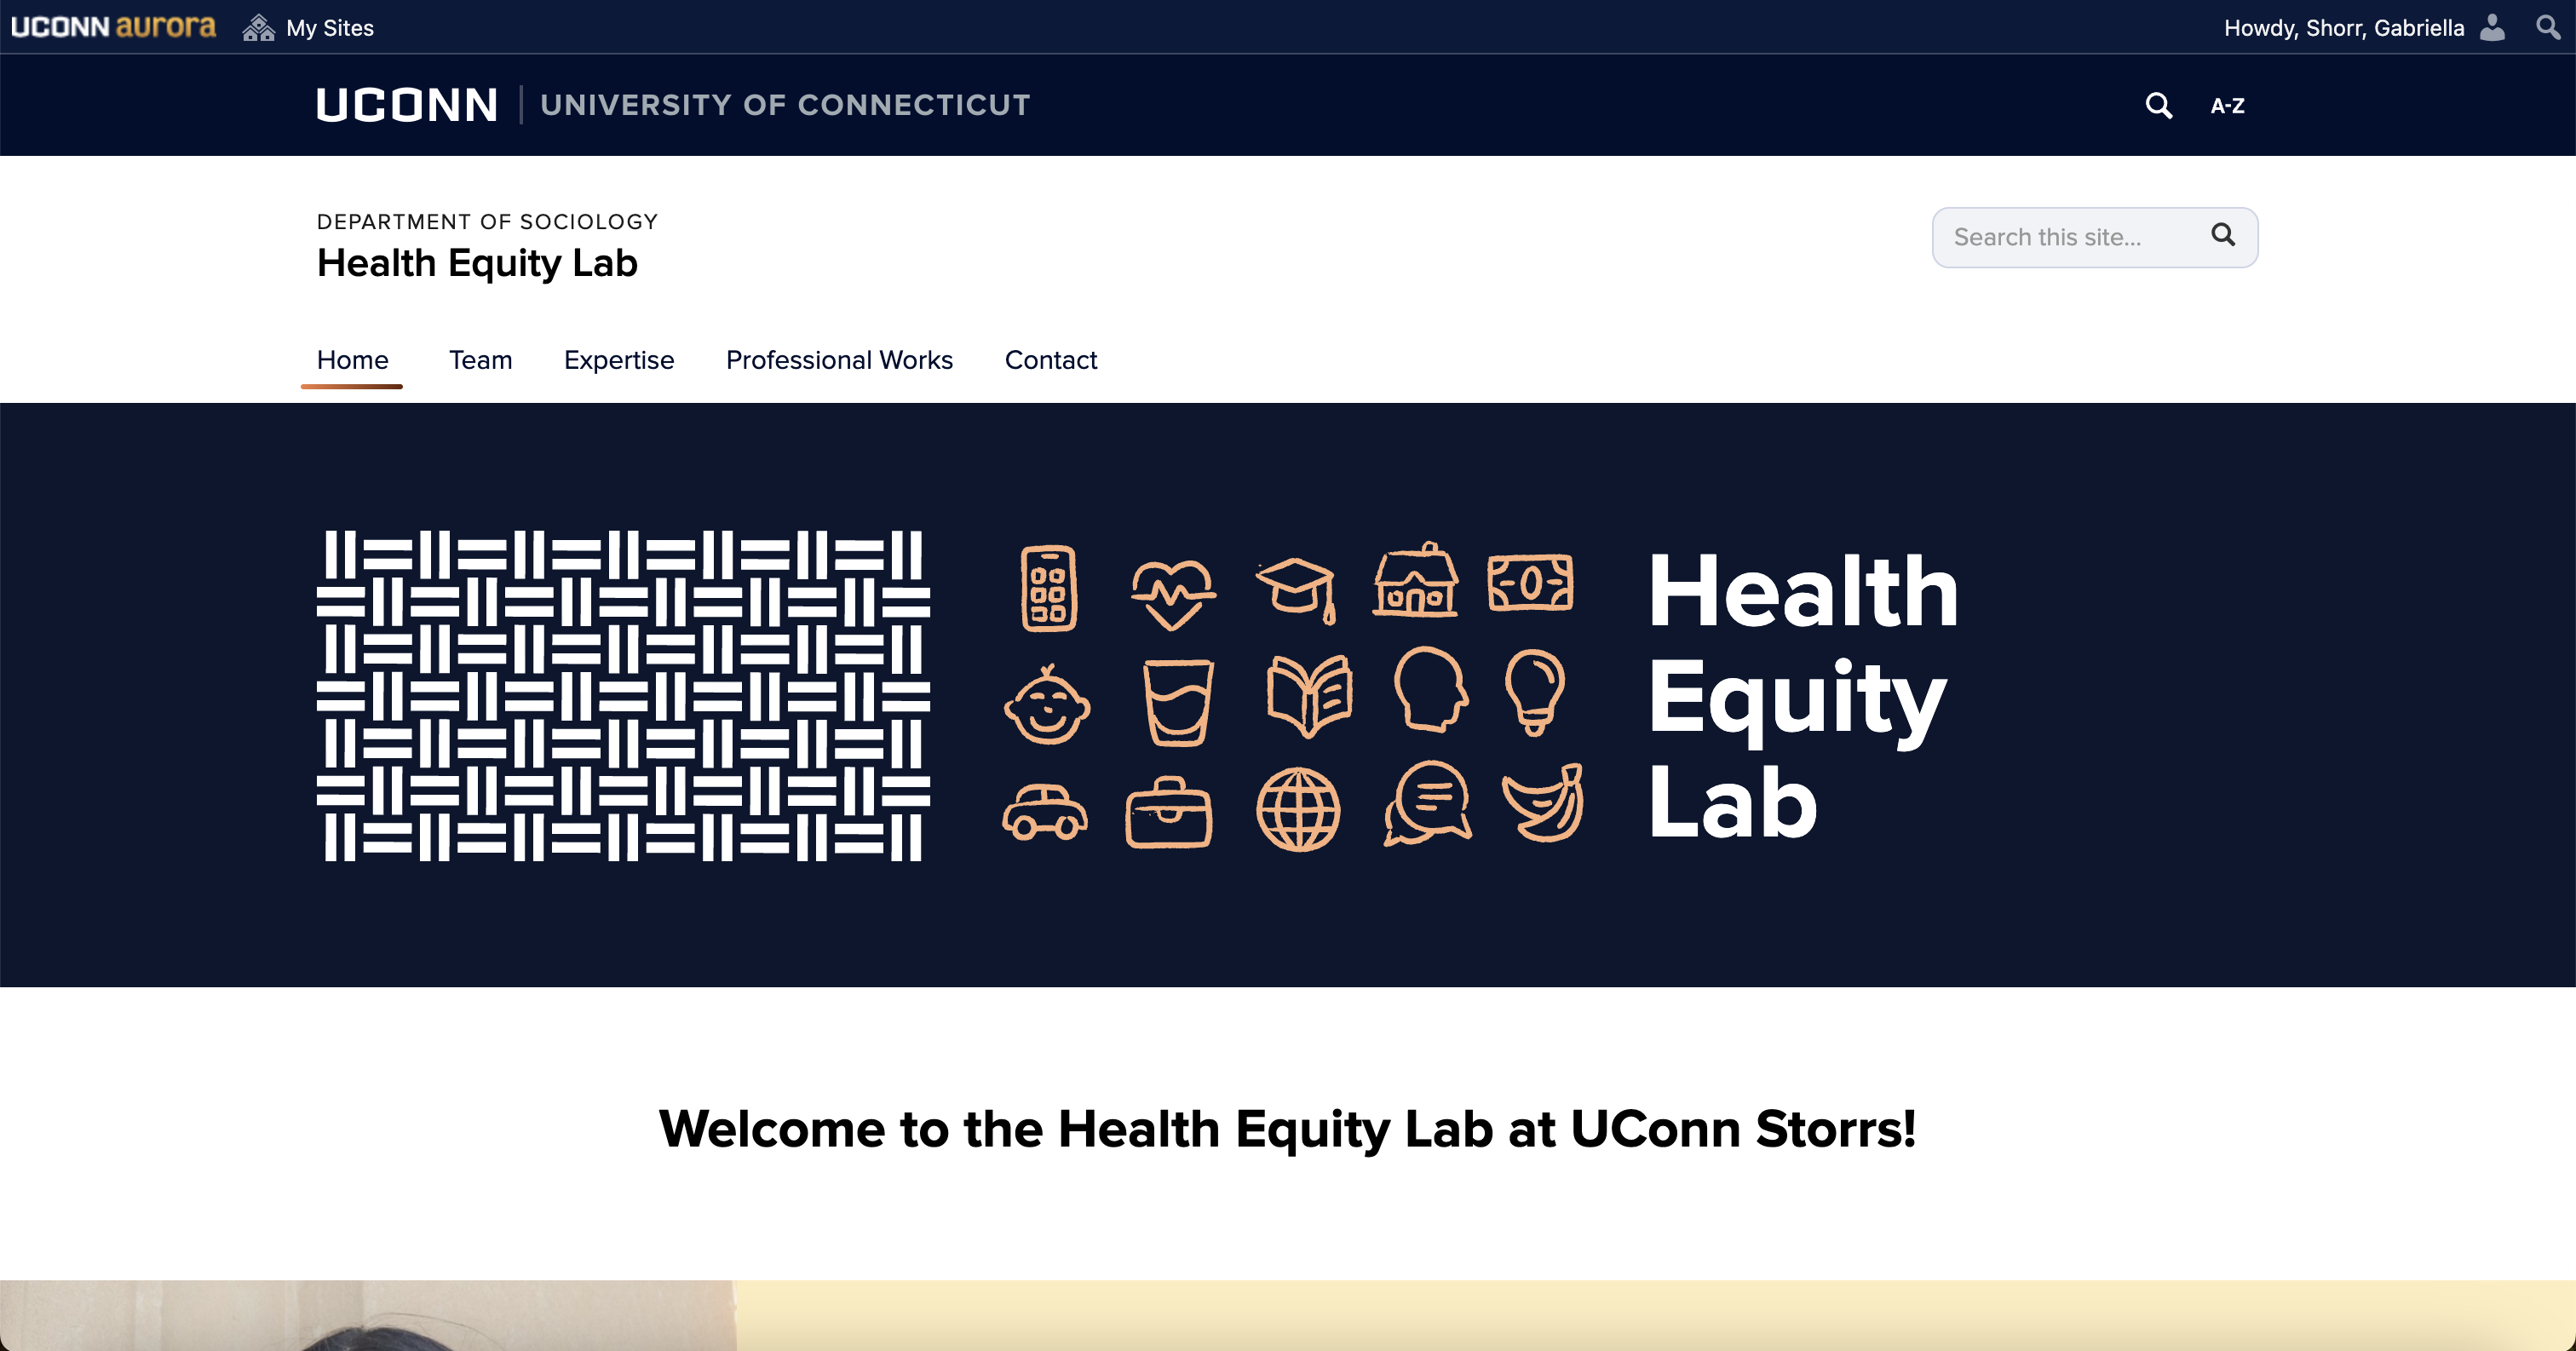 UCONN aurora My Sites Howdy, Shorr, Gabriella
UCONN UNIVERSITY OF CONNECTICUT A-Z
DEPARTMENT OF SOCIOLOGY
Health Equity Lab
Search this site...
Home Team Expertise Professional Works Contact
Health
Equity
Lab
Welcome to the Health Equity Lab at UConn Storrs!